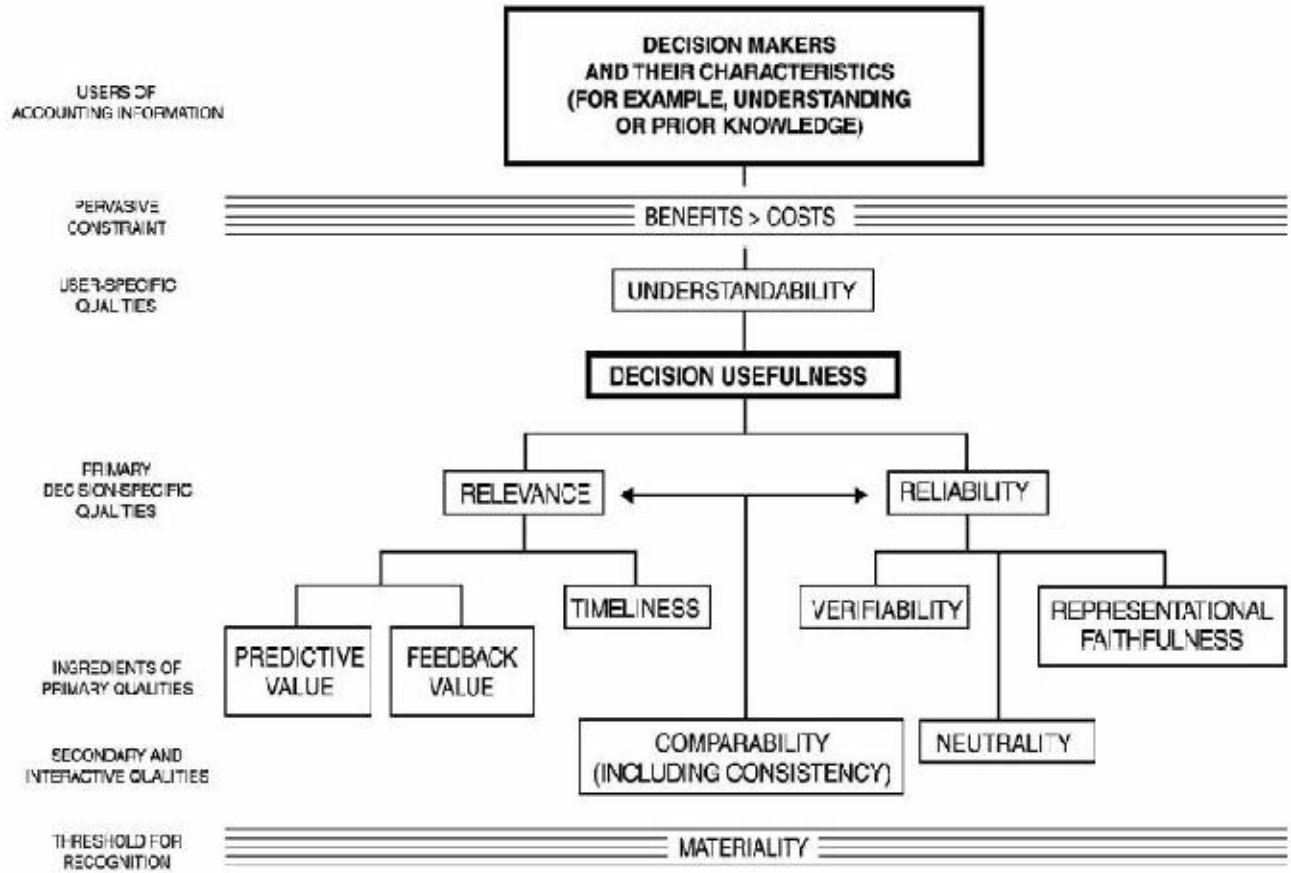 DECISION MAKERS
AND THEIR CHARACTERISTICS
(FOR EXAMPLE, UNDERSTANDING
OR PRIOR KNOWLEDGE)
USERS OF
ACCOUNTING INFORMATION
PERVASIVE
CONSTRAINT
BENEFITS > COSTS
USER-SPECIFIC
QUALITIES
UNDERSTANDABILITY
DECISION USEFULNESS
PRIMARY
DECISION-SPECIFIC
QUALITIES
RELEVANCE
RELIABILITY
TIMELINESS
VERIFIABILITY
REPRESENTATIONAL
FAITHFULNESS
INGREDIENTS OF
PRIMARY QUALITIES
PREDICTIVE
VALUE
FEEDBACK
VALUE
SECONDARY AND
INTERACTIVE QUALITIES
COMPARABILITY
(INCLUDING CONSISTENCY)
NEUTRALITY
THRESHOLD FOR
RECOGNITION
MATERIALITY